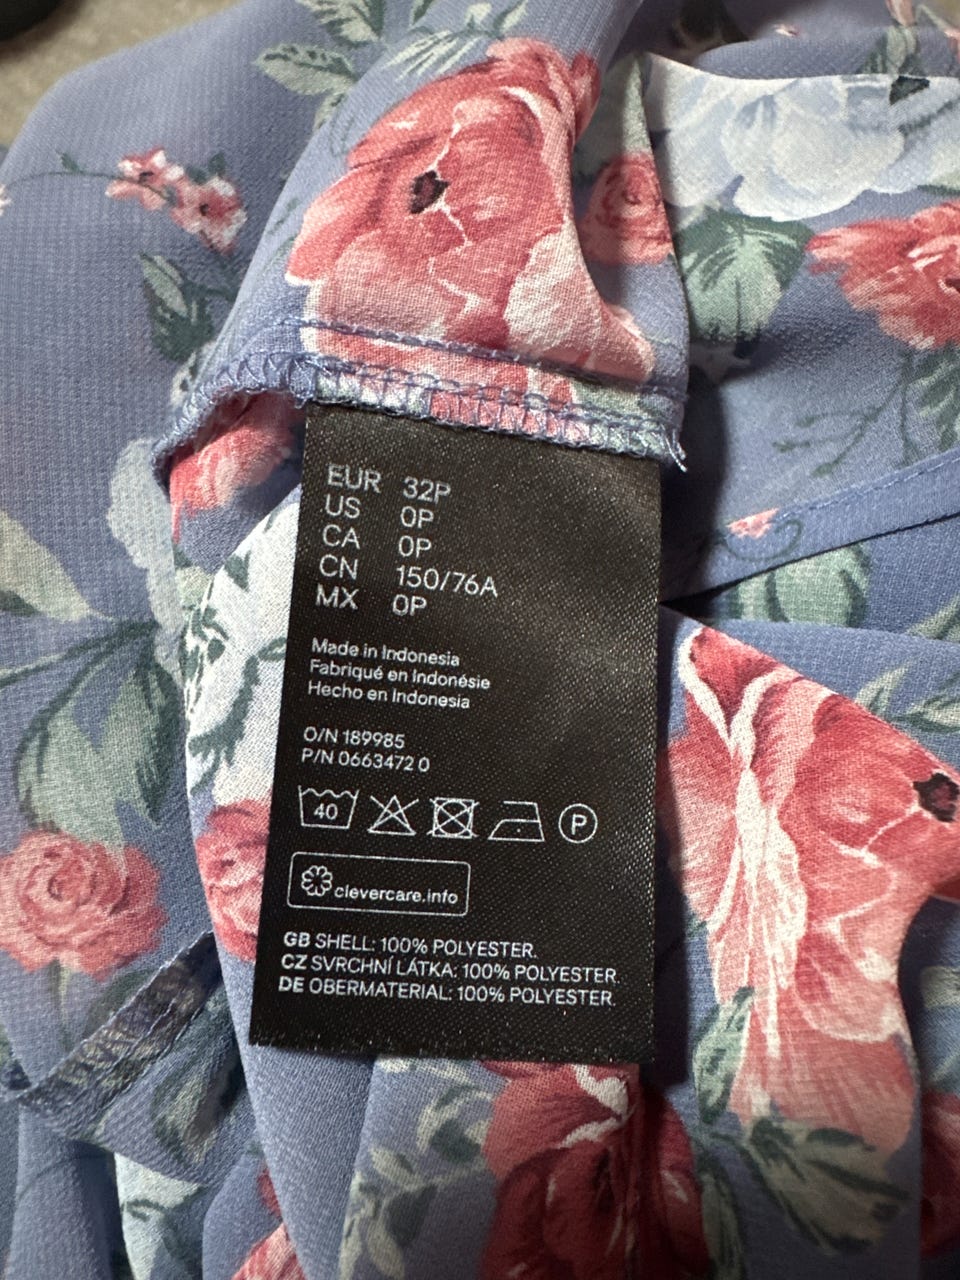 EUR 32P
US 0P
CA 0P
CN 150/76A
MX 0P
Made in Indonesia
Fabriqué en Indonésie
Hecho en Indonesia
O/N 189985
P/N 0663472 0
40 P
clevercare.info
GB SHELL: 100% POLYESTER.
CZ SVRCHNÍ LÁTKA: 100% POLYESTER.
DE OBERMATERIAL: 100% POLYESTER.